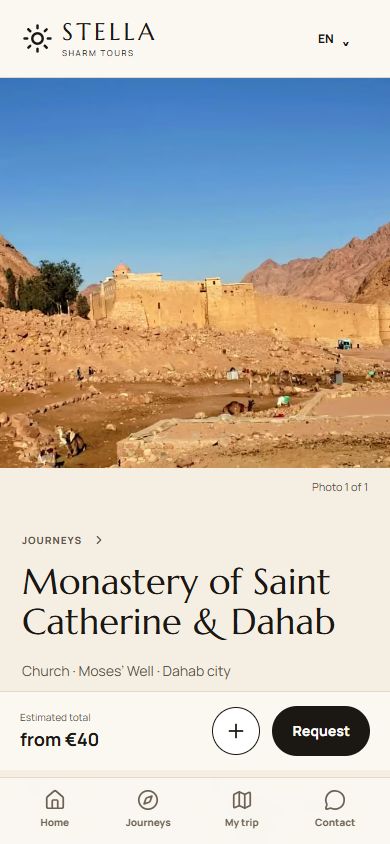 STELLA
SHARM TOURS
EN
Photo 1 of 1
JOURNEYS
Monastery of Saint
Catherine & Dahab
Church · Moses’ Well · Dahab city
Estimated total
from €40
Request
Home
Journeys
My trip
Contact